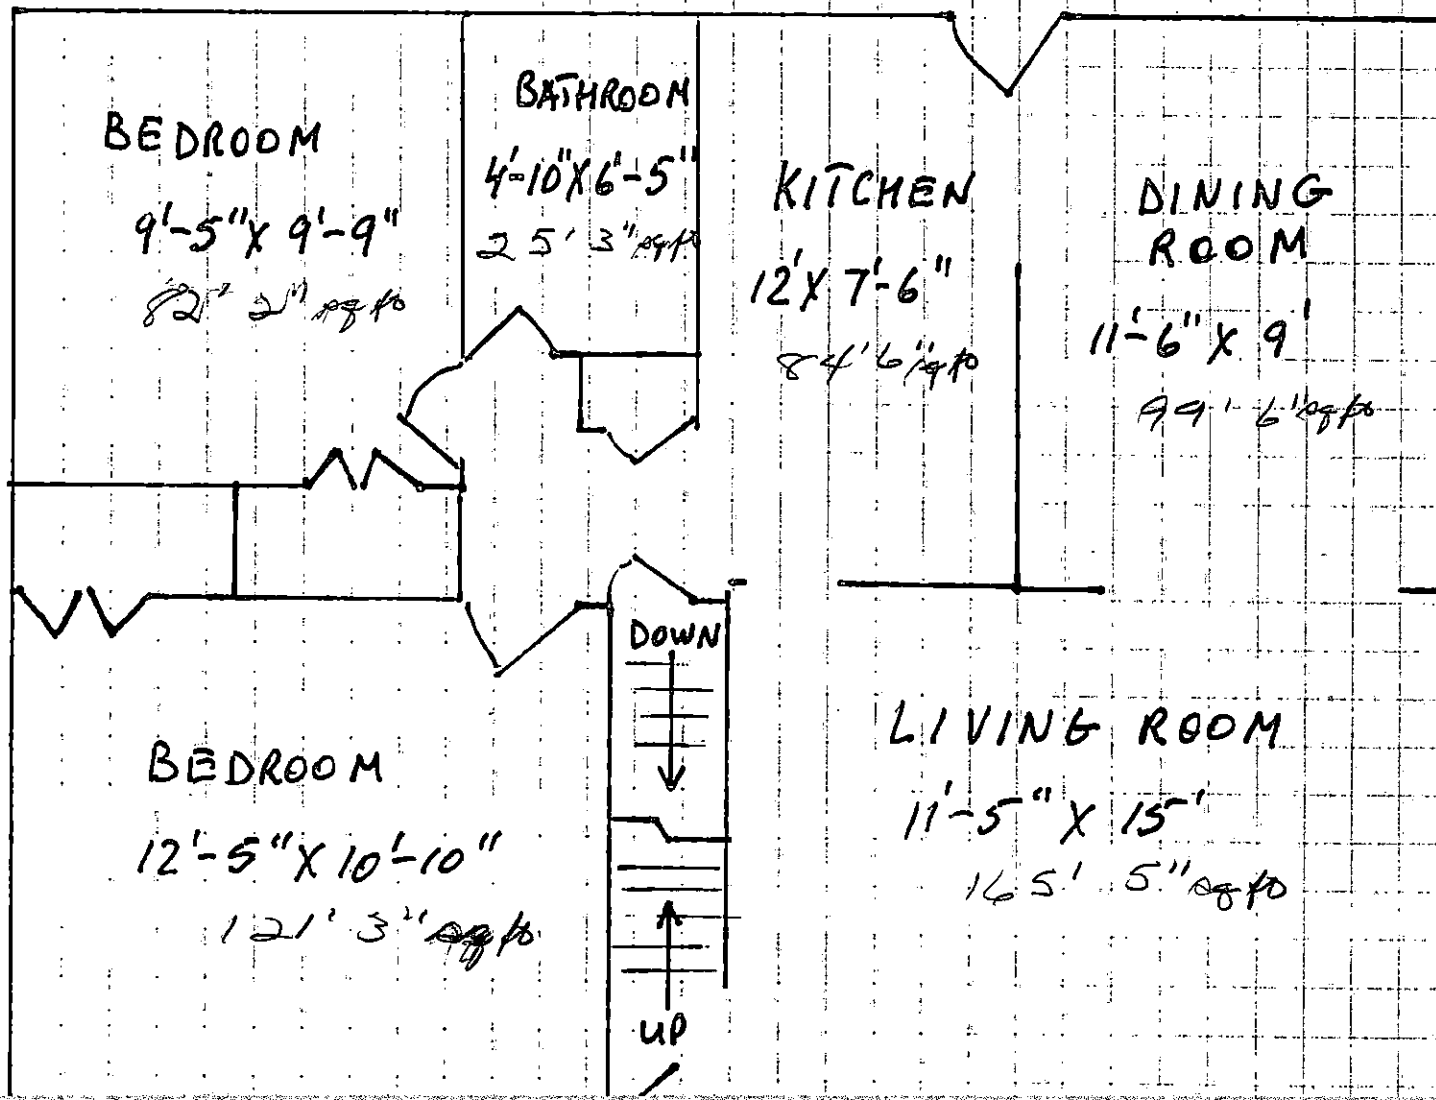 BEDROOM
9'-5" X 9'-9"
82' 2" sq ft
BATHROOM
4'-10" X 6'-5"
25' 3" sq ft
KITCHEN
12' X 7'-6"
84' 6" sq ft
DINING
ROOM
11'-6" X 9'
99' 6" sq ft
BEDROOM
12'-5" X 10'-10"
121' 3" sq ft
DOWN
UP
LIVING ROOM
11'-5" X 15'
165' 5" sq ft